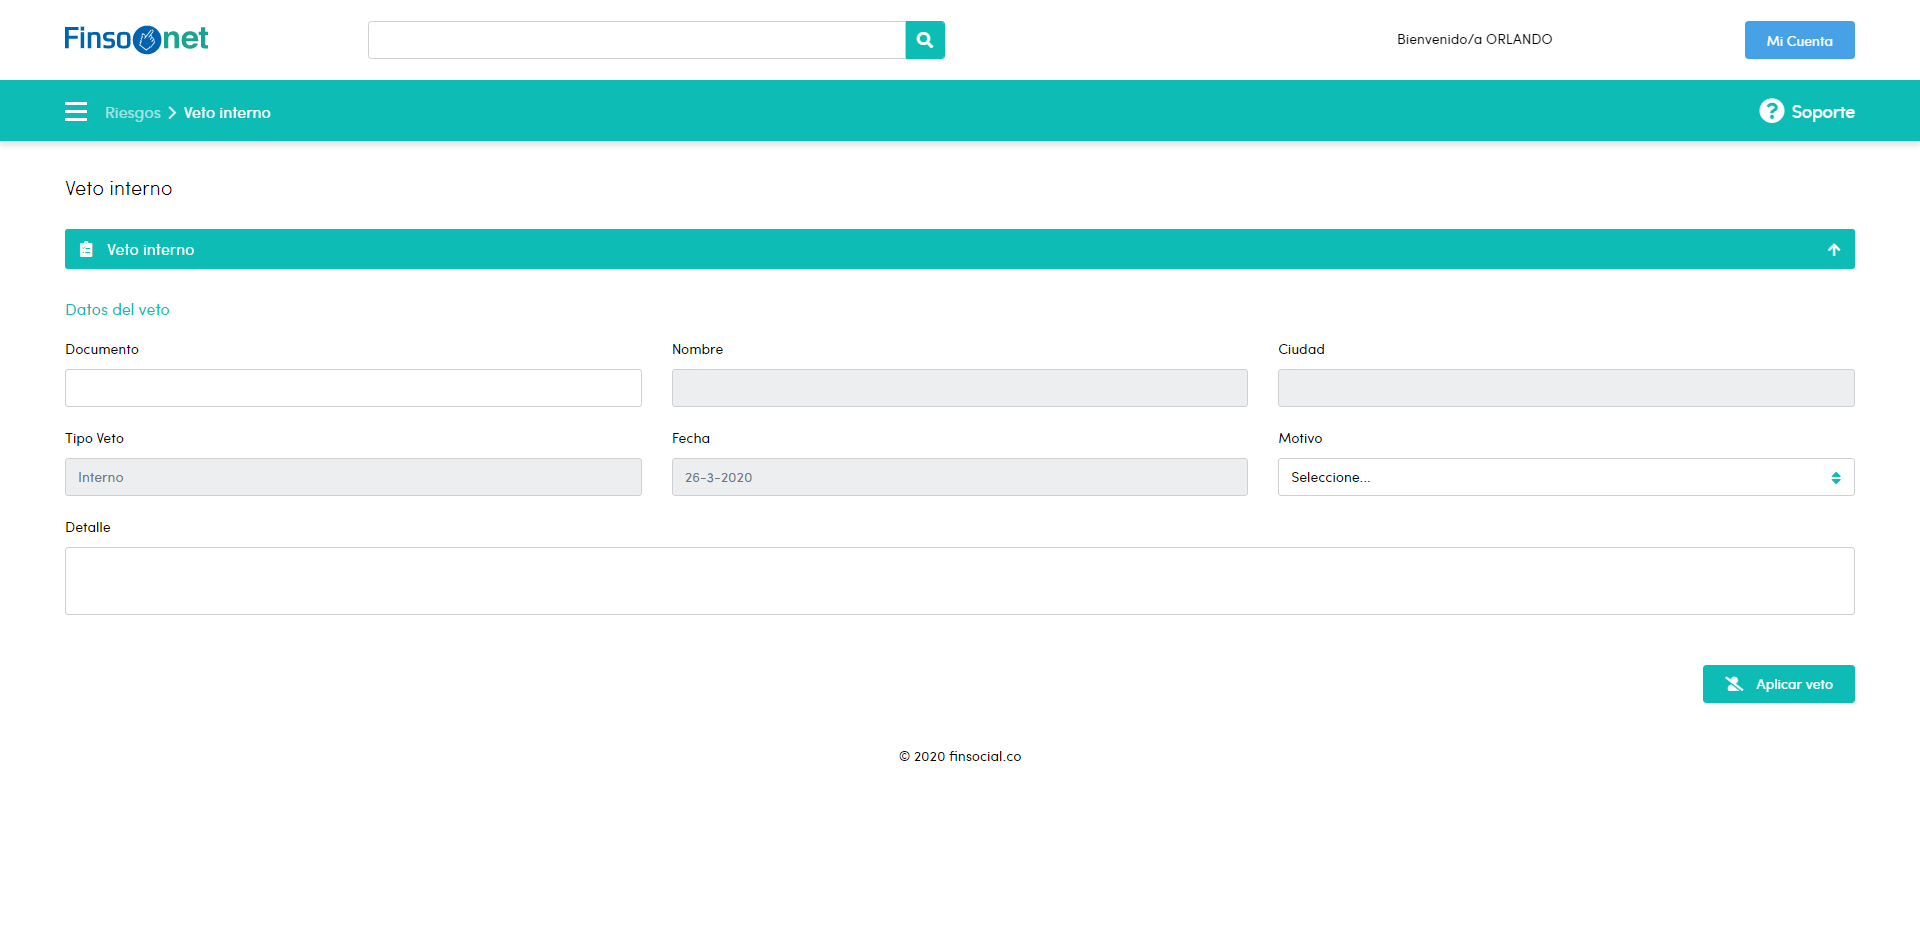 Finsonet
Bienvenido/a ORLANDO
Mi Cuenta
Riesgos
Veto interno
Soporte
Veto interno
Veto interno
Datos del veto
Documento
Nombre
Ciudad
Tipo Veto
Fecha
Motivo
Interno
26-3-2020
Seleccione...
Detalle
Aplicar veto
© 2020 finsocial.co